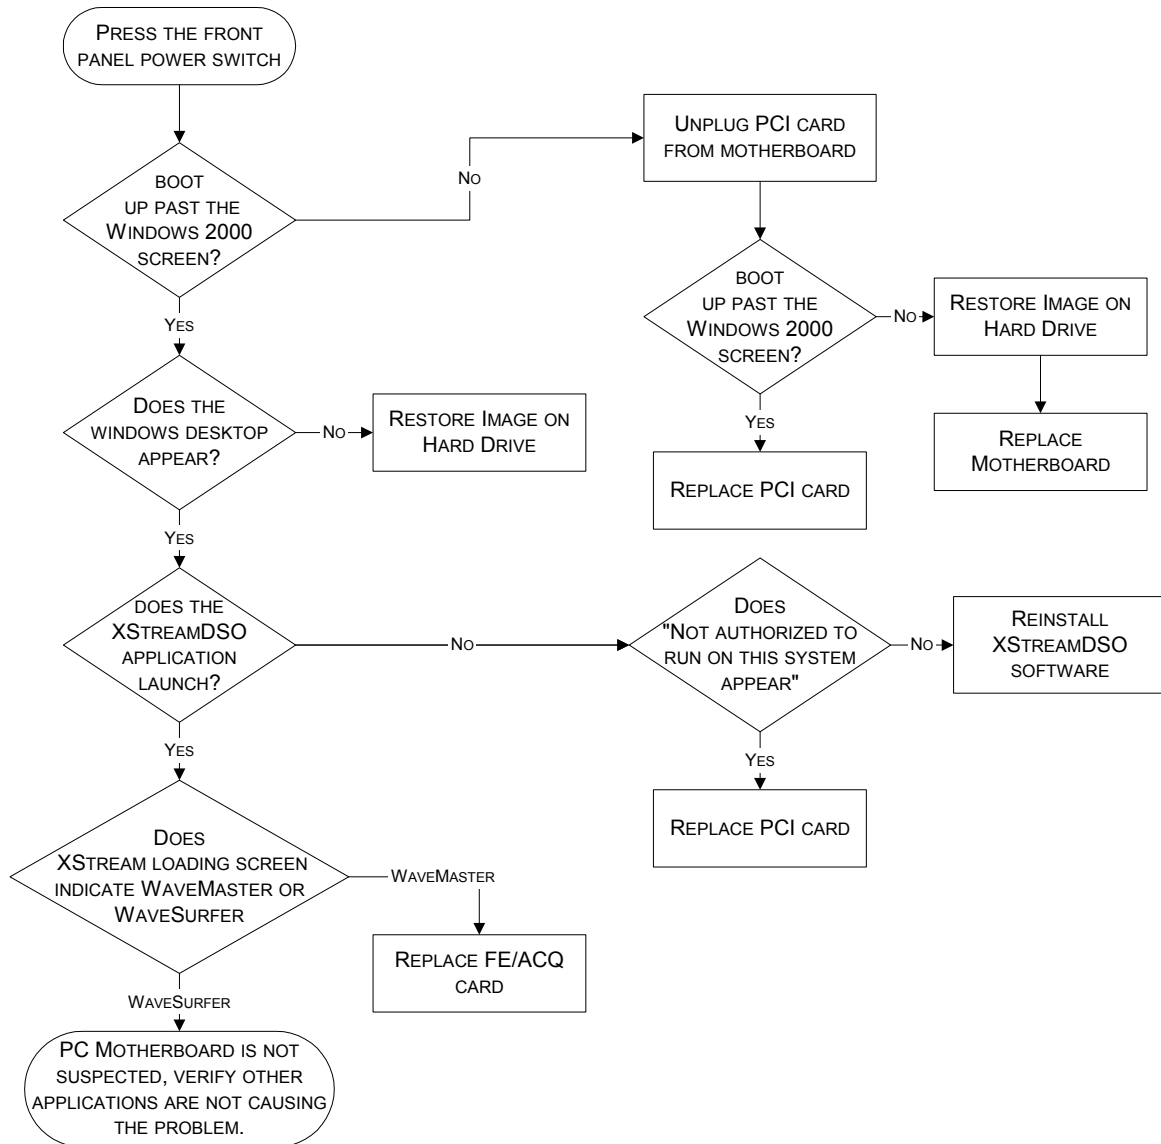 PRESS THE FRONT
PANEL POWER SWITCH
BOOT
UP PAST THE
WINDOWS 2000
SCREEN?
NO
UNPLUG PCI CARD
FROM MOTHERBOARD
BOOT
UP PAST THE
WINDOWS 2000
SCREEN?
NO
RESTORE IMAGE ON
HARD DRIVE
REPLACE
MOTHERBOARD
YES
REPLACE PCI CARD
YES
DOES THE
WINDOWS DESKTOP
APPEAR?
NO
RESTORE IMAGE ON
HARD DRIVE
YES
DOES THE
XSTREAMDSO
APPLICATION
LAUNCH?
NO
DOES
"NOT AUTHORIZED TO
RUN ON THIS SYSTEM
APPEAR"
NO
REINSTALL
XSTREAMDSO
SOFTWARE
YES
REPLACE PCI CARD
YES
DOES
XSTREAM LOADING SCREEN
INDICATE WAVEMASTER OR
WAVESURFER
WAVEMASTER
REPLACE FE/ACQ
CARD
WAVESURFER
PC MOTHERBOARD IS NOT
SUSPECTED, VERIFY OTHER
APPLICATIONS ARE NOT CAUSING
THE PROBLEM.